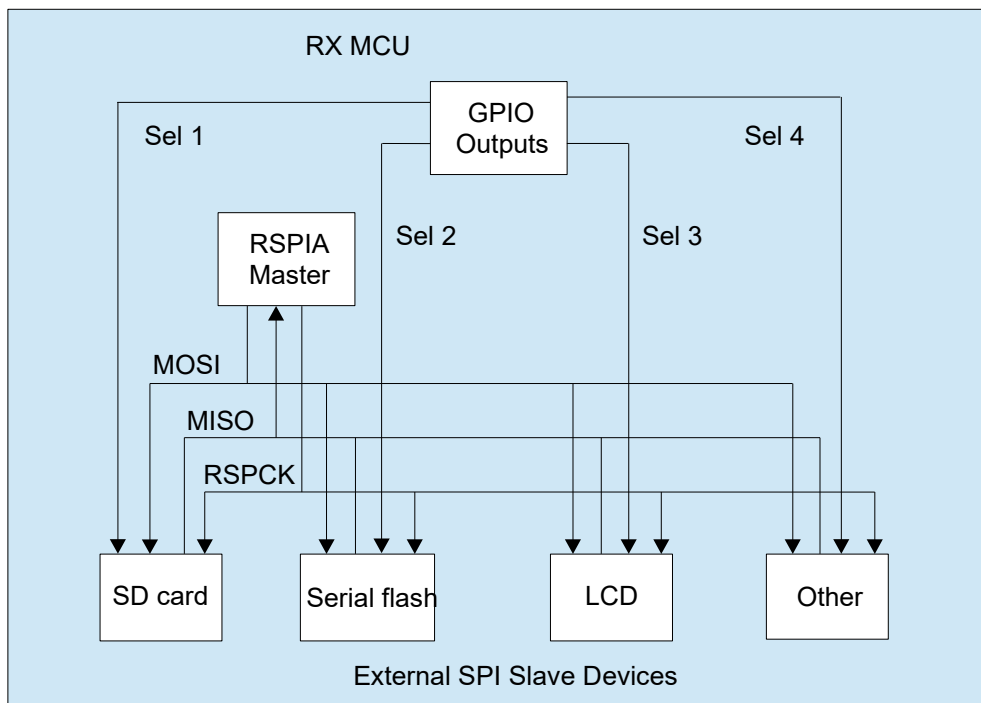 RX MCU
GPIO
Outputs
Sel 1
Sel 4
Sel 2
Sel 3
RSPIA
Master
MOSI
MISO
RSPCK
SD card
Serial flash
LCD
Other
External SPI Slave Devices